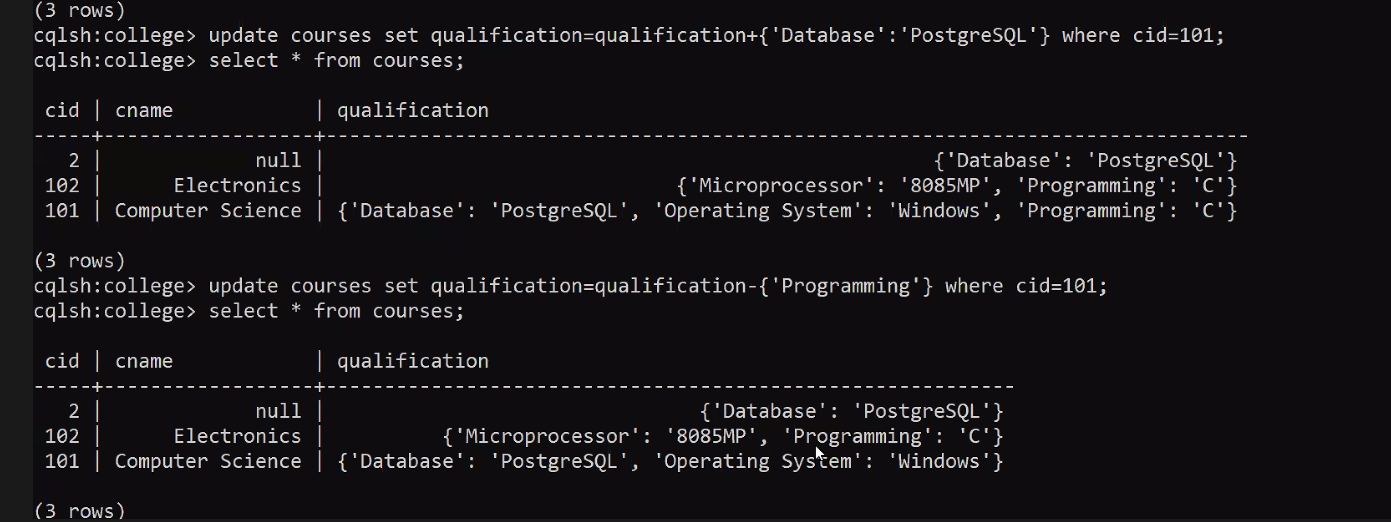 (3 rows)
cqlsh:college> update courses set qualification=qualification+{'Database':'PostgreSQL'} where cid=101;
cqlsh:college> select * from courses;

 cid | cname            | qualification
-----+------------------+-------------------------------------------------------------------------------
   2 |             null |                                                    {'Database': 'PostgreSQL'}
 102 |      Electronics |                              {'Microprocessor': '8085MP', 'Programming': 'C'}
 101 | Computer Science | {'Database': 'PostgreSQL', 'Operating System': 'Windows', 'Programming': 'C'}

(3 rows)
cqlsh:college> update courses set qualification=qualification-{'Programming'} where cid=101;
cqlsh:college> select * from courses;

 cid | cname            | qualification
-----+------------------+-----------------------------------------------------------
   2 |             null |                                {'Database': 'PostgreSQL'}
 102 |      Electronics |          {'Microprocessor': '8085MP', 'Programming': 'C'}
 101 | Computer Science | {'Database': 'PostgreSQL', 'Operating System': 'Windows'}

(3 rows)